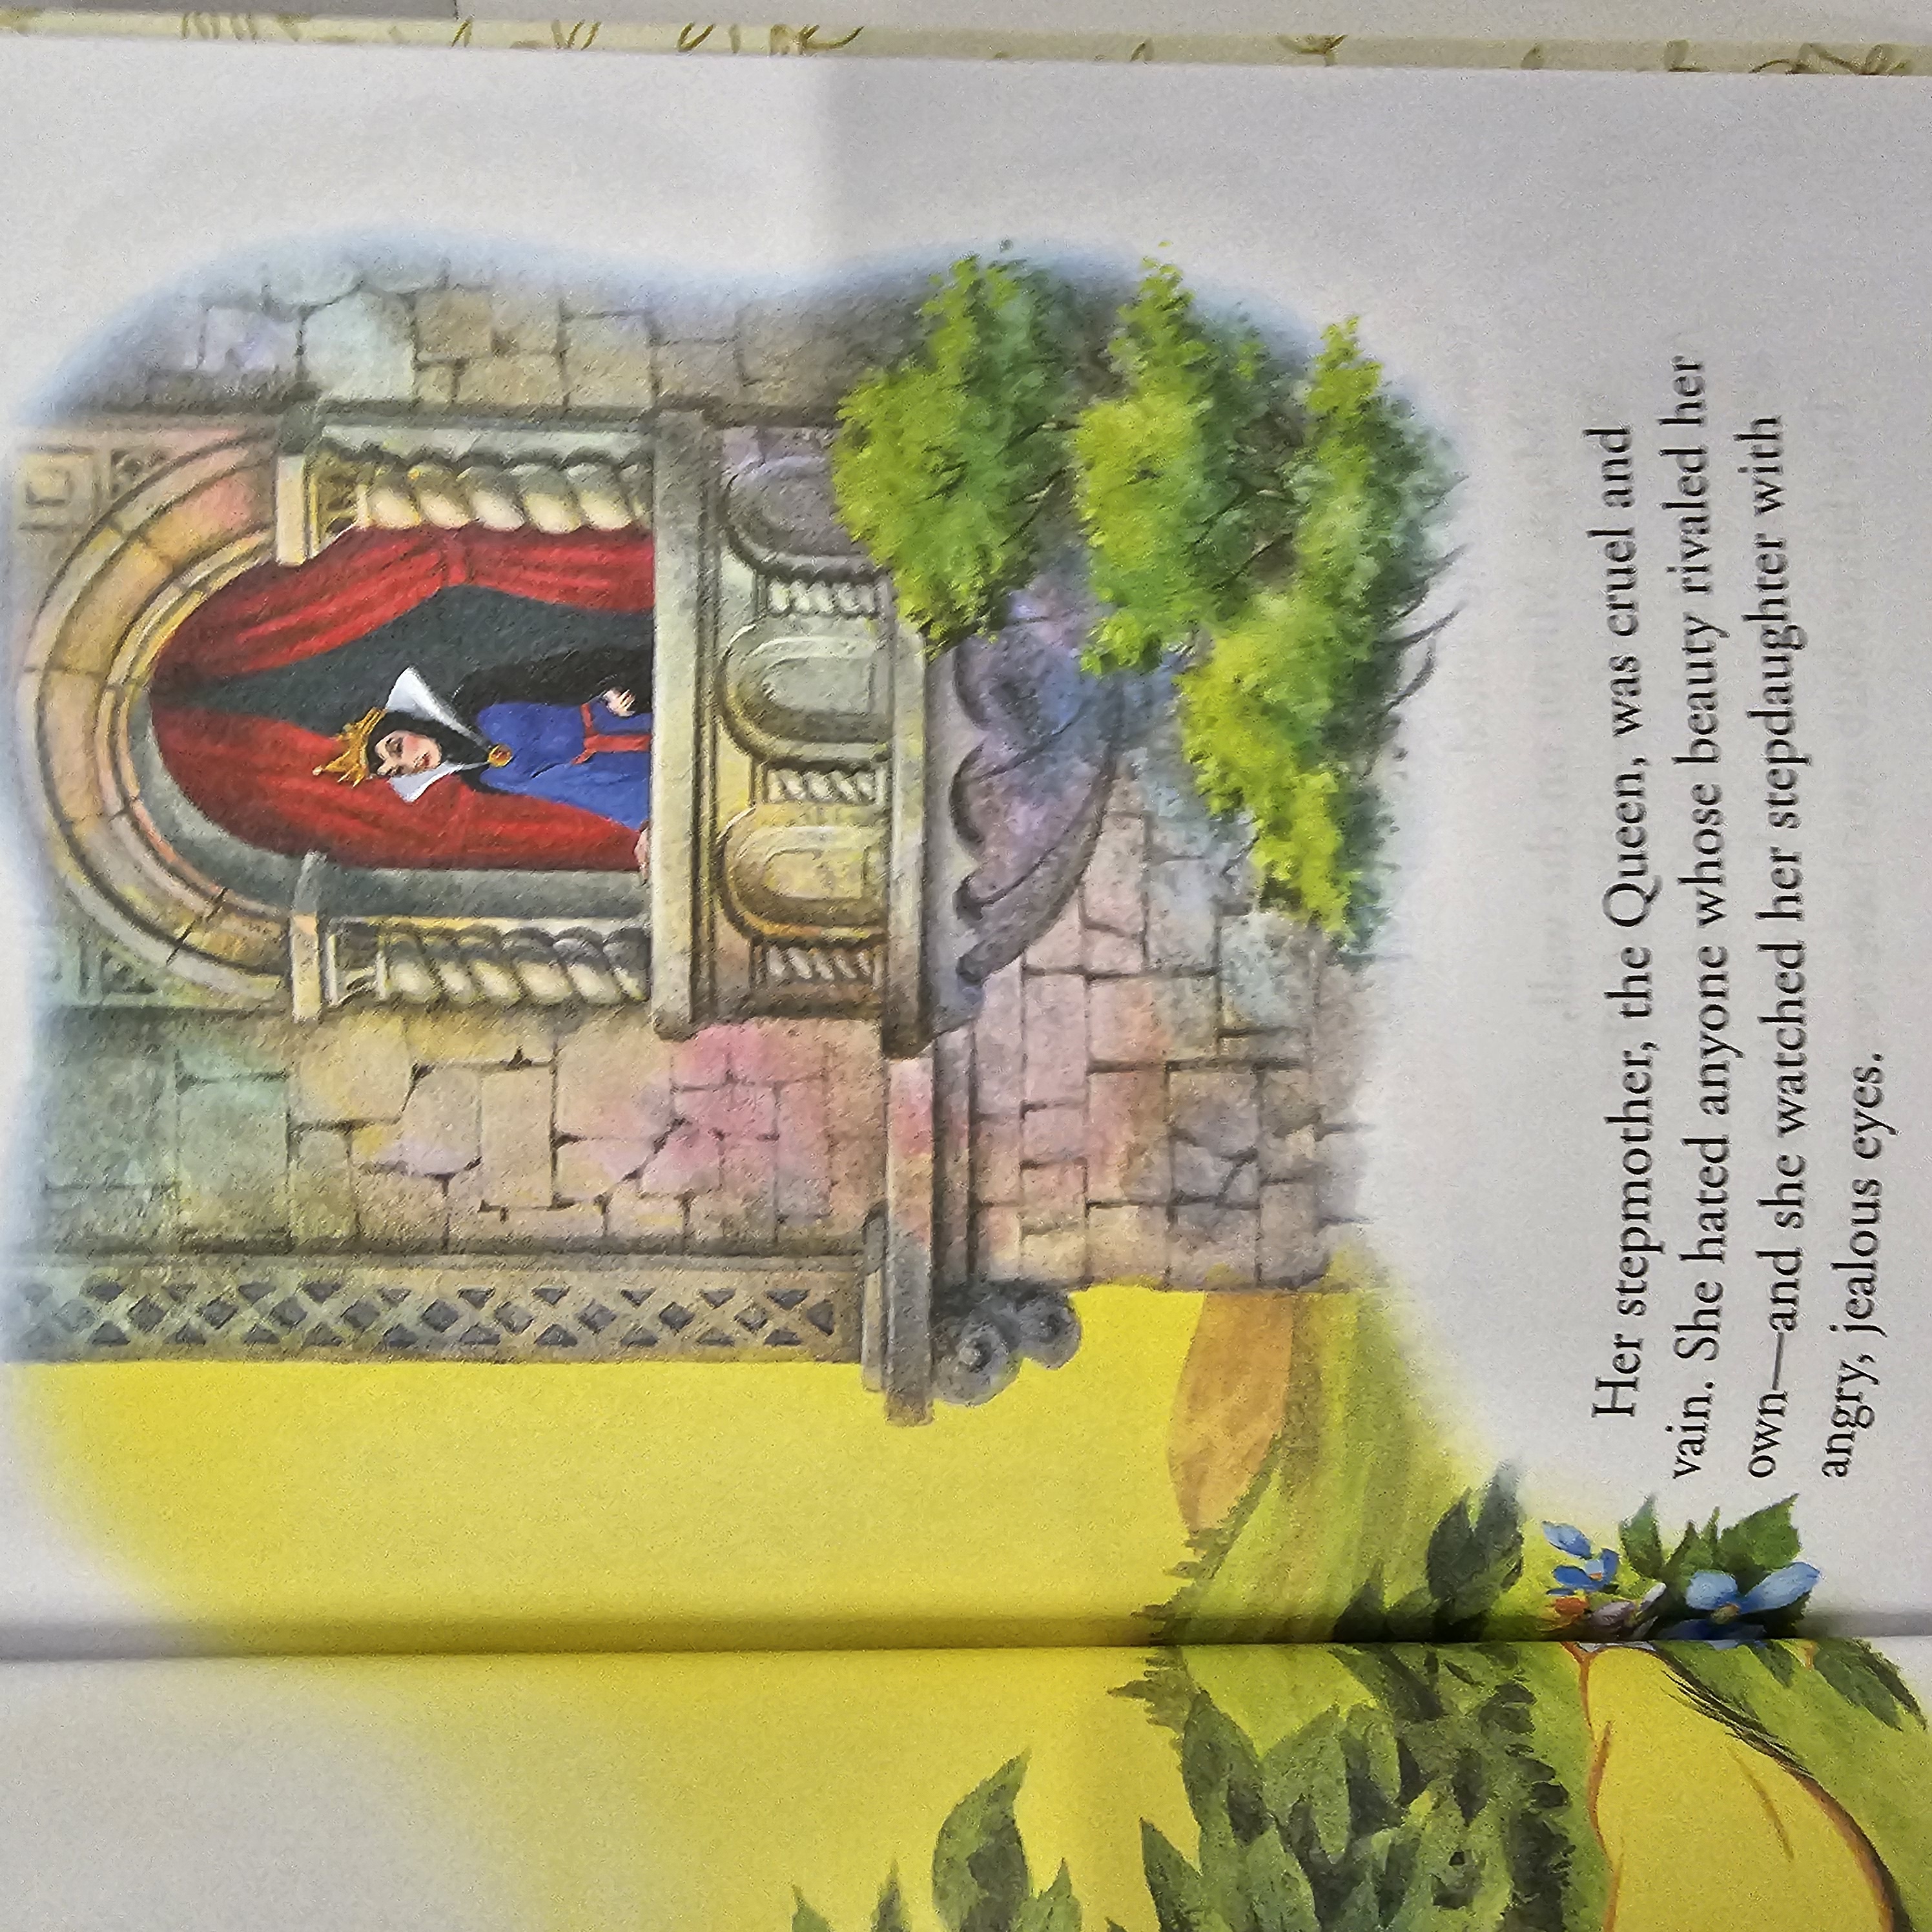 Her stepmother, the Queen, was cruel and
vain. She hated anyone whose beauty rivaled her
own—and she watched her stepdaughter with
angry, jealous eyes.